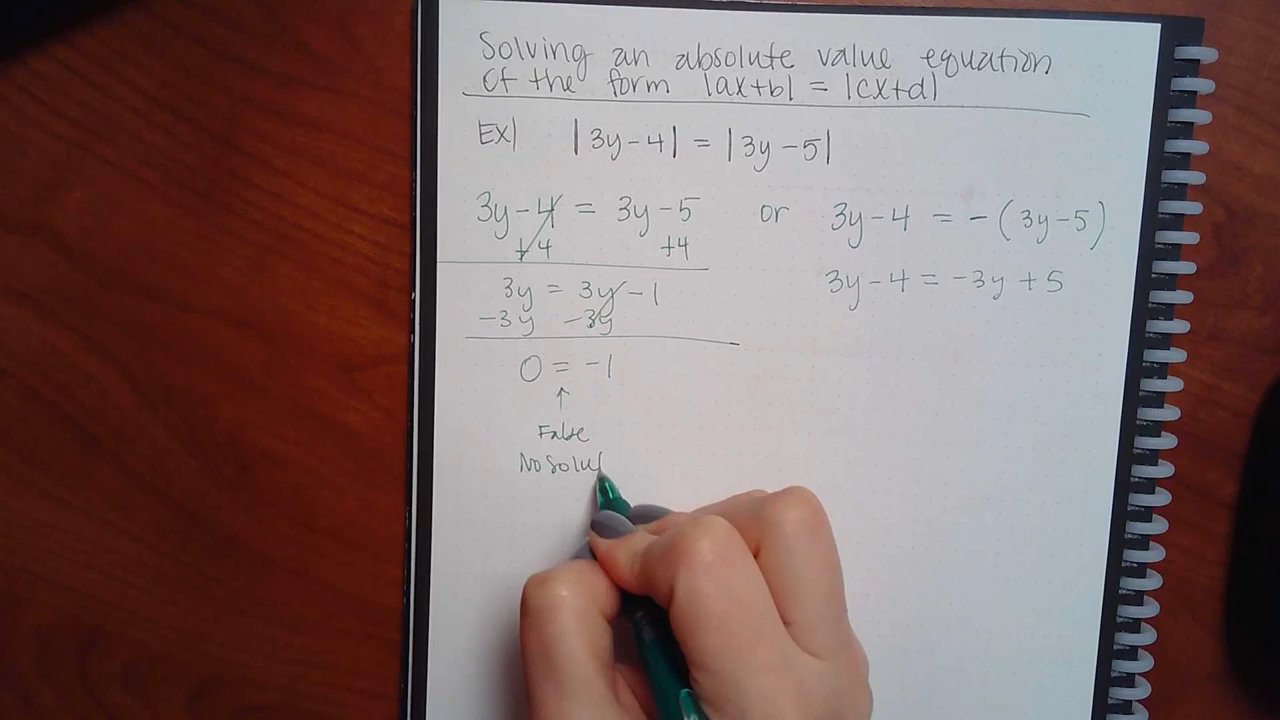 Solving an absolute value equation
of the form |ax+b| = |cx+d|
Ex| |3y-4| = |3y-5|
3y-4 = 3y-5 or 3y-4 = -(3y-5)
+4 +4
3y-4 = -3y+5
3y = 3y-1
-3y -3y
0 = -1
↑
False
No Solut